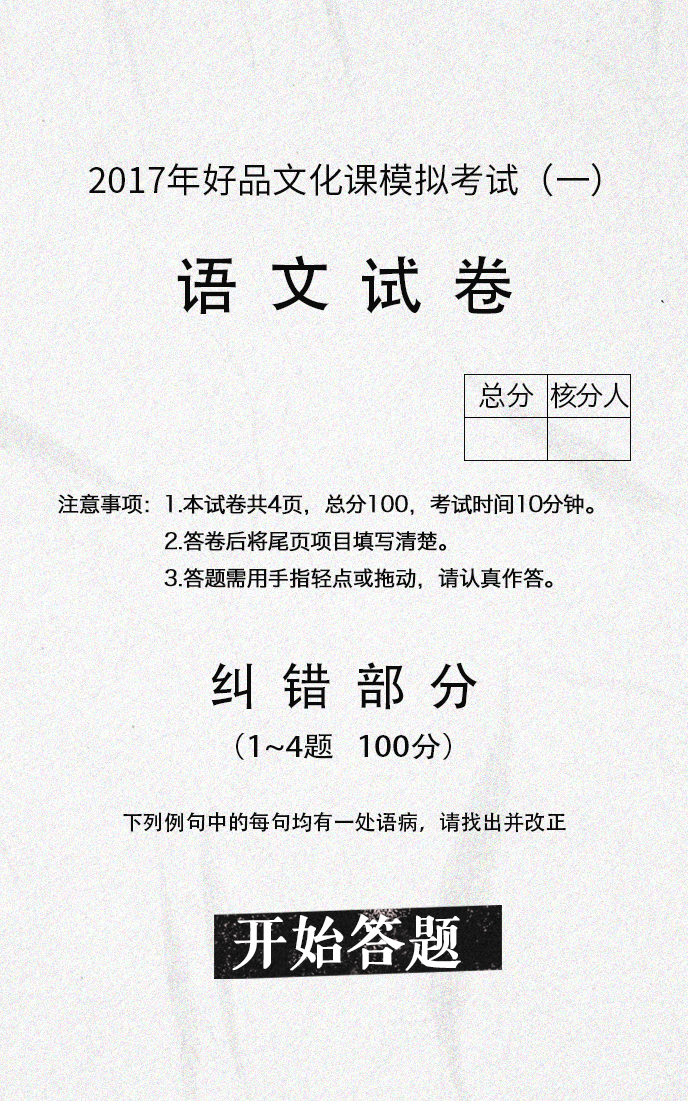 2017年好品文化课模拟考试（一）
语文试卷
总分 核分人
注意事项：1.本试卷共4页，总分100，考试时间10分钟。
2.答卷后将尾页项目填写清楚。
3.答题需用手指轻点或拖动，请认真作答。
纠错部分
（1~4题 100分）
下列例句中的每句均有一处语病，请找出并改正
开始答题